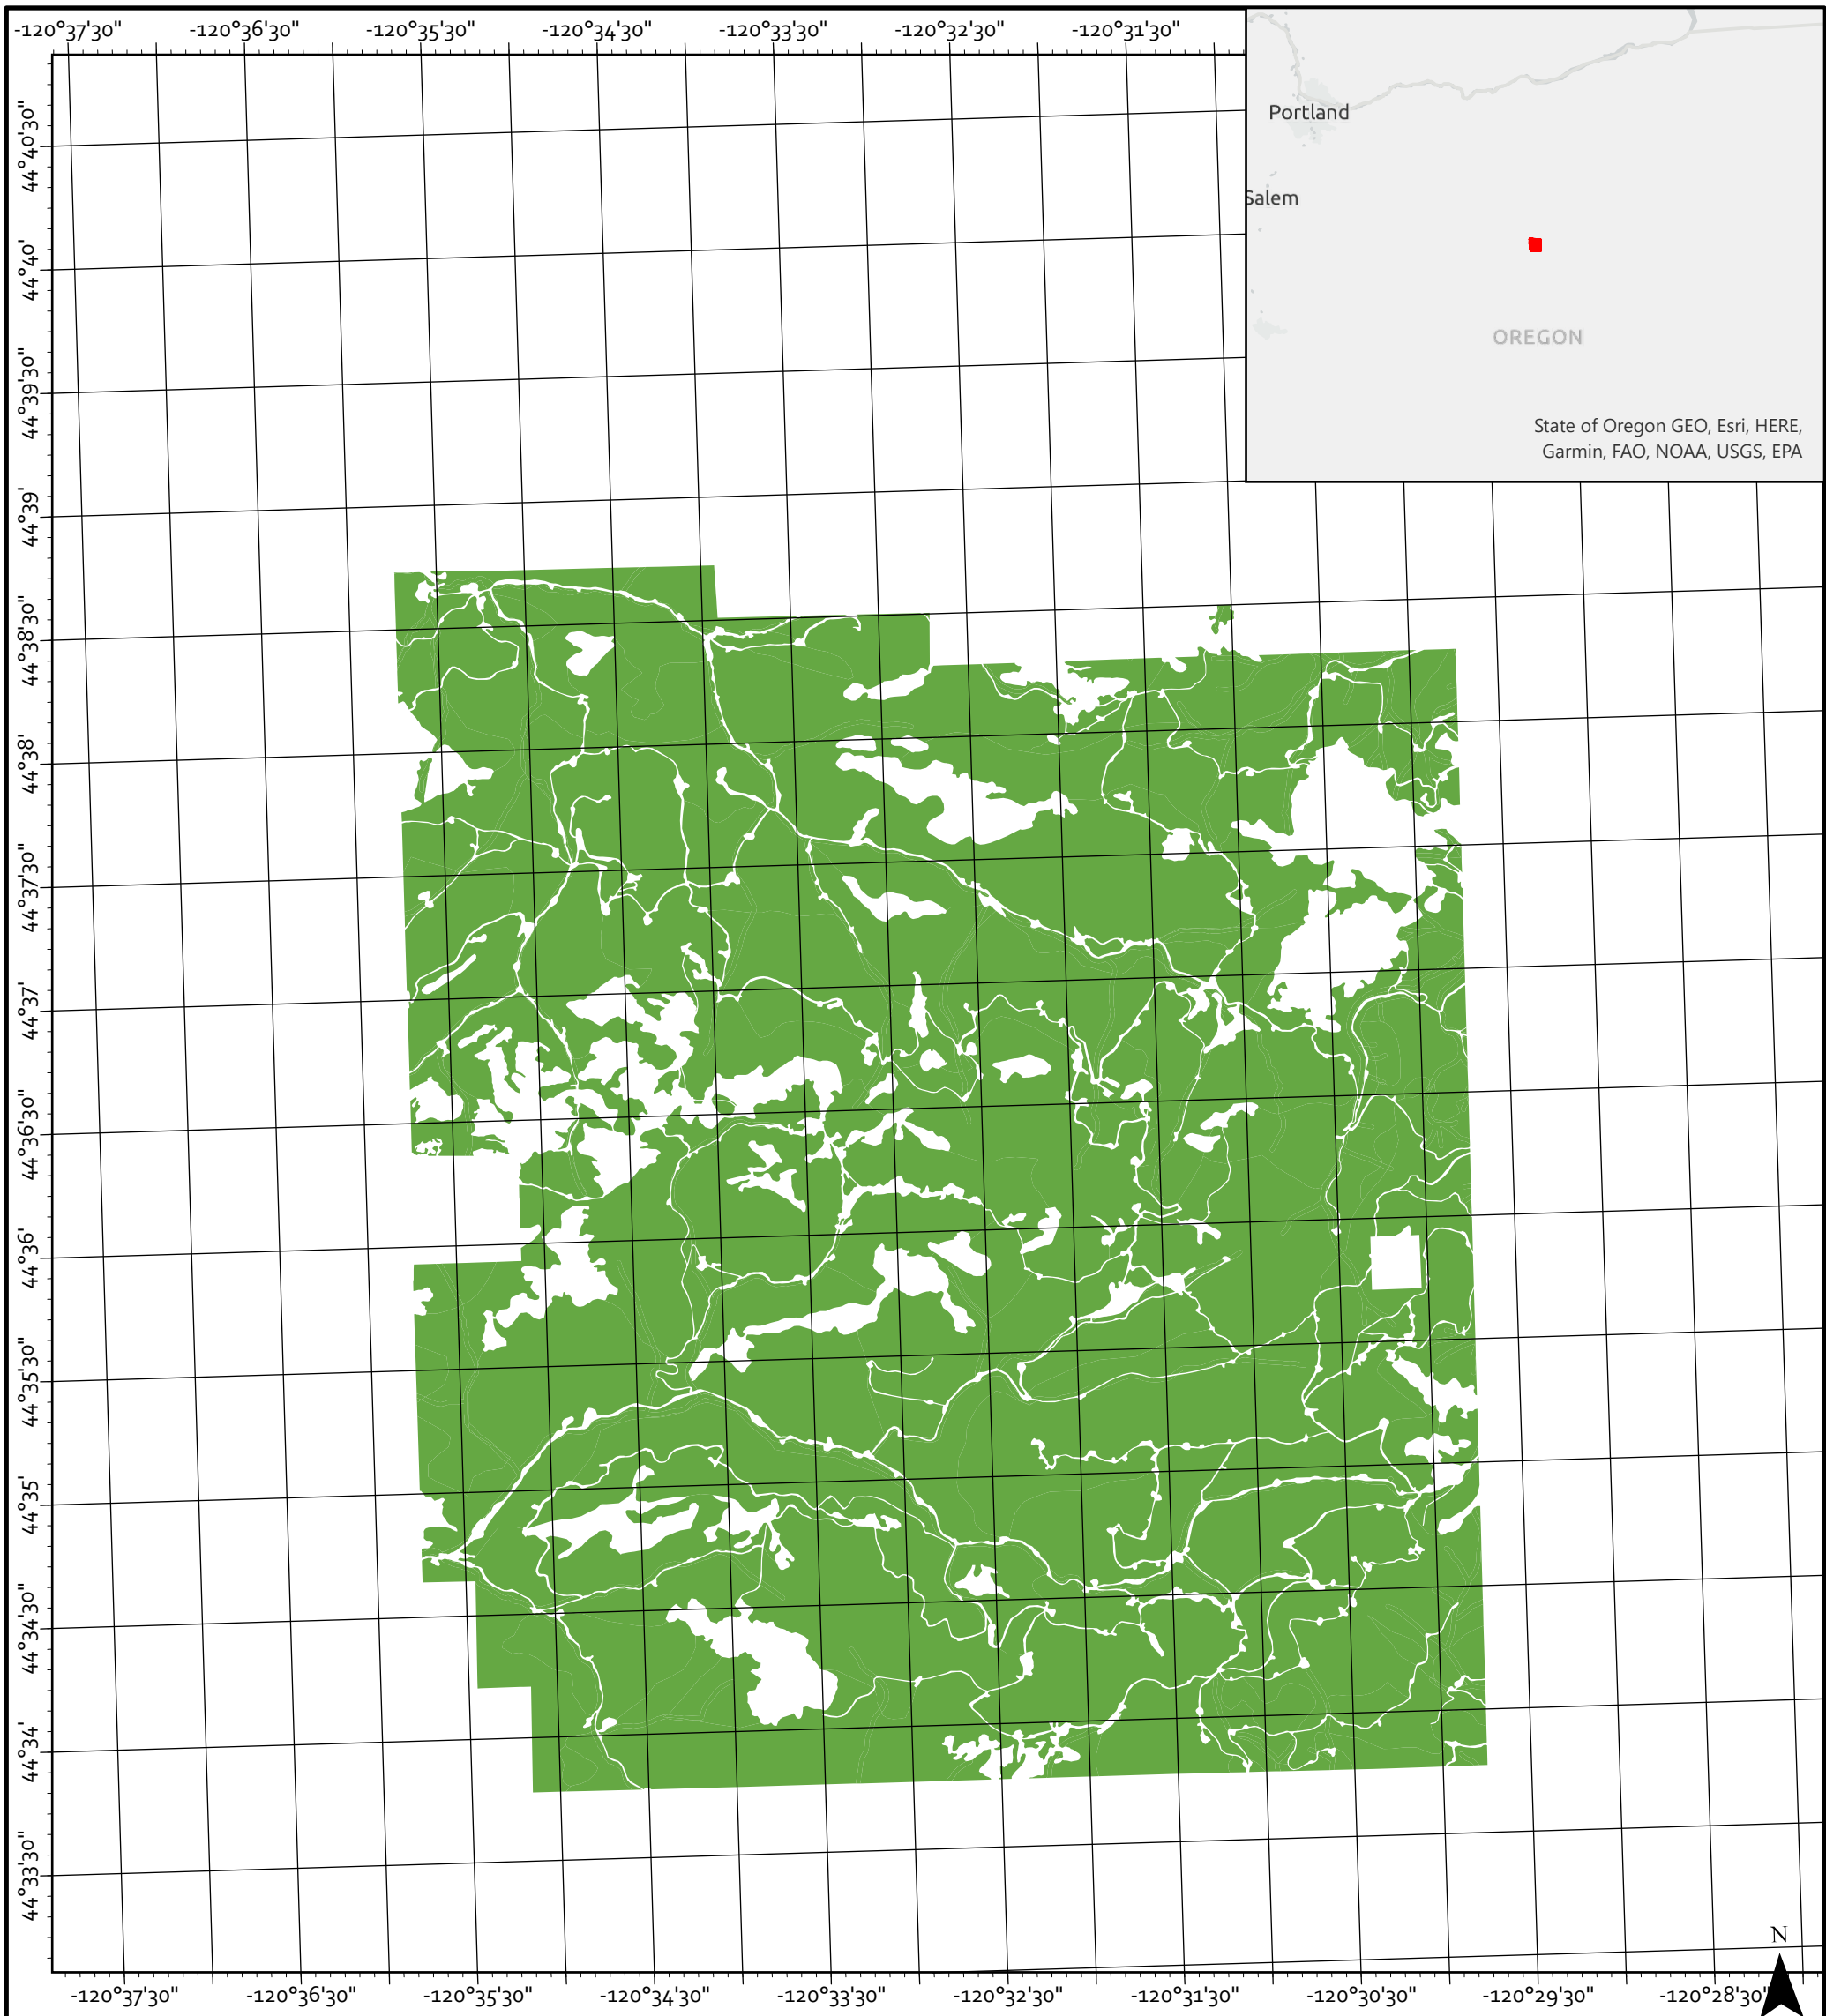 -120°37'30" -120°36'30" -120°35'30" -120°34'30" -120°33'30" -120°32'30" -120°31'30"
Portland
Salem
OREGON
State of Oregon GEO, Esri, HERE,
Garmin, FAO, NOAA, USGS, EPA
44°40'30"
44°40'
44°39'30"
44°39'
44°38'30"
44°38'
44°37'30"
44°37'
44°36'30"
44°36'
44°35'30"
44°35'
44°34'30"
44°34'
44°33'30"
N
-120°37'30" -120°36'30" -120°35'30" -120°34'30" -120°33'30" -120°32'30" -120°31'30" -120°30'30" -120°29'30" -120°28'30"